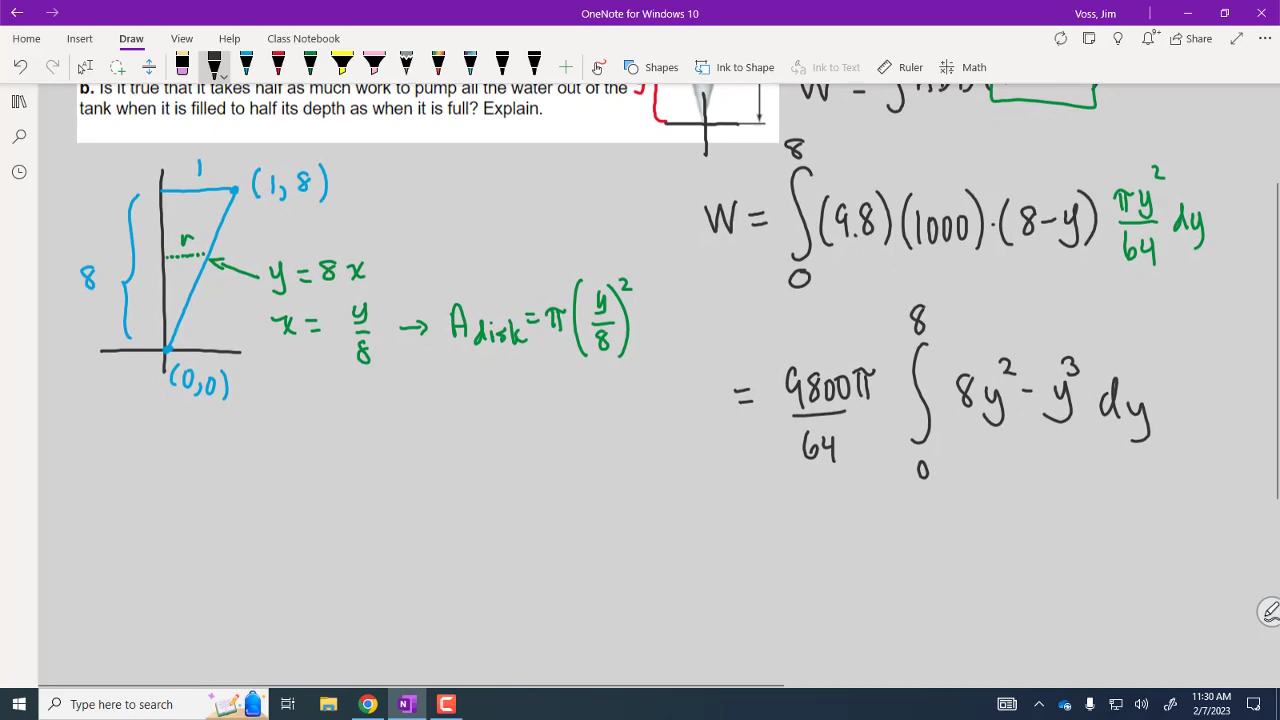 OneNote for Windows 10
Voss, Jim
Home Insert Draw View Help Class Notebook
Share
Shapes Ink to Shape Ink to Text Ruler Math
b. Is it true that it takes half as much work to pump all the water out of the
tank when it is filled to half its depth as when it is full? Explain.
1
(1, 8)
8
r
y = 8x
x = y/8 → A disk = π(y/8)²
(0,0)
W = ∫₀⁸ (9.8)(1000)·(8-y) πy²/64 dy
= 9800π/64 ∫₀⁸ 8y² - y³ dy
Type here to search
11:30 AM
2/7/2023